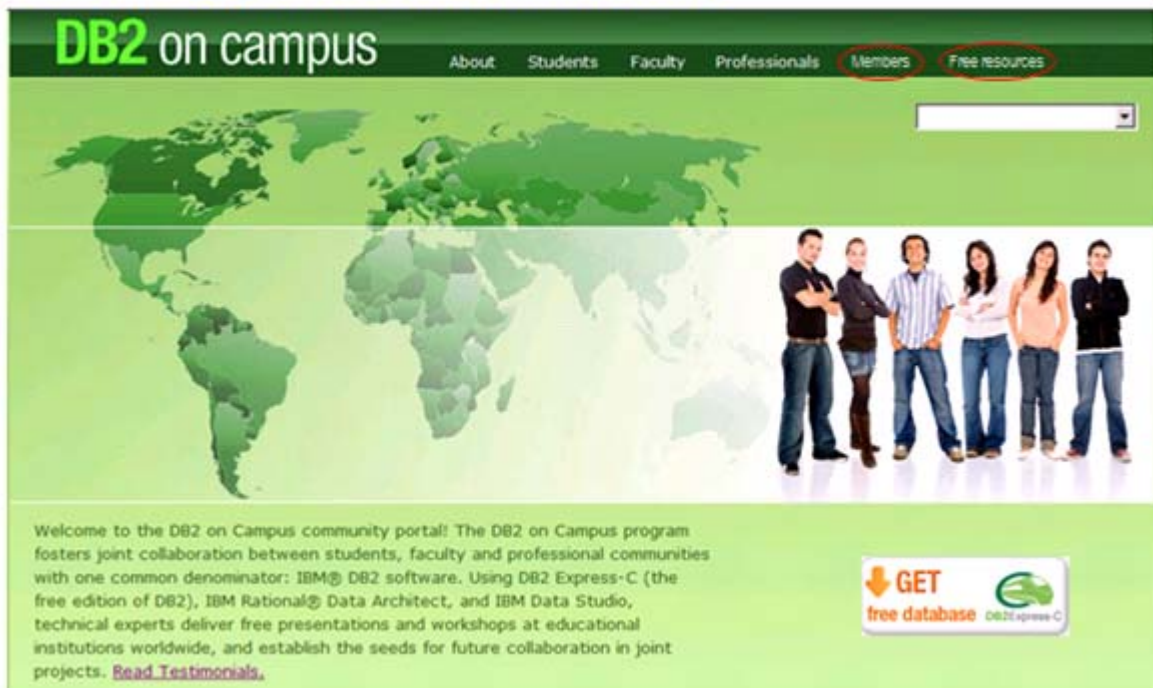 DB2 on campus
About Students Faculty Professionals Members Free resources
Welcome to the DB2 on Campus community portal! The DB2 on Campus program
fosters joint collaboration between students, faculty and professional communities
with one common denominator: IBM® DB2 software. Using DB2 Express-C (the
free edition of DB2), IBM Rational® Data Architect, and IBM Data Studio,
technical experts deliver free presentations and workshops at educational
institutions worldwide, and establish the seeds for future collaboration in joint
projects. Read Testimonials.
GET
free database
DB2Express-C